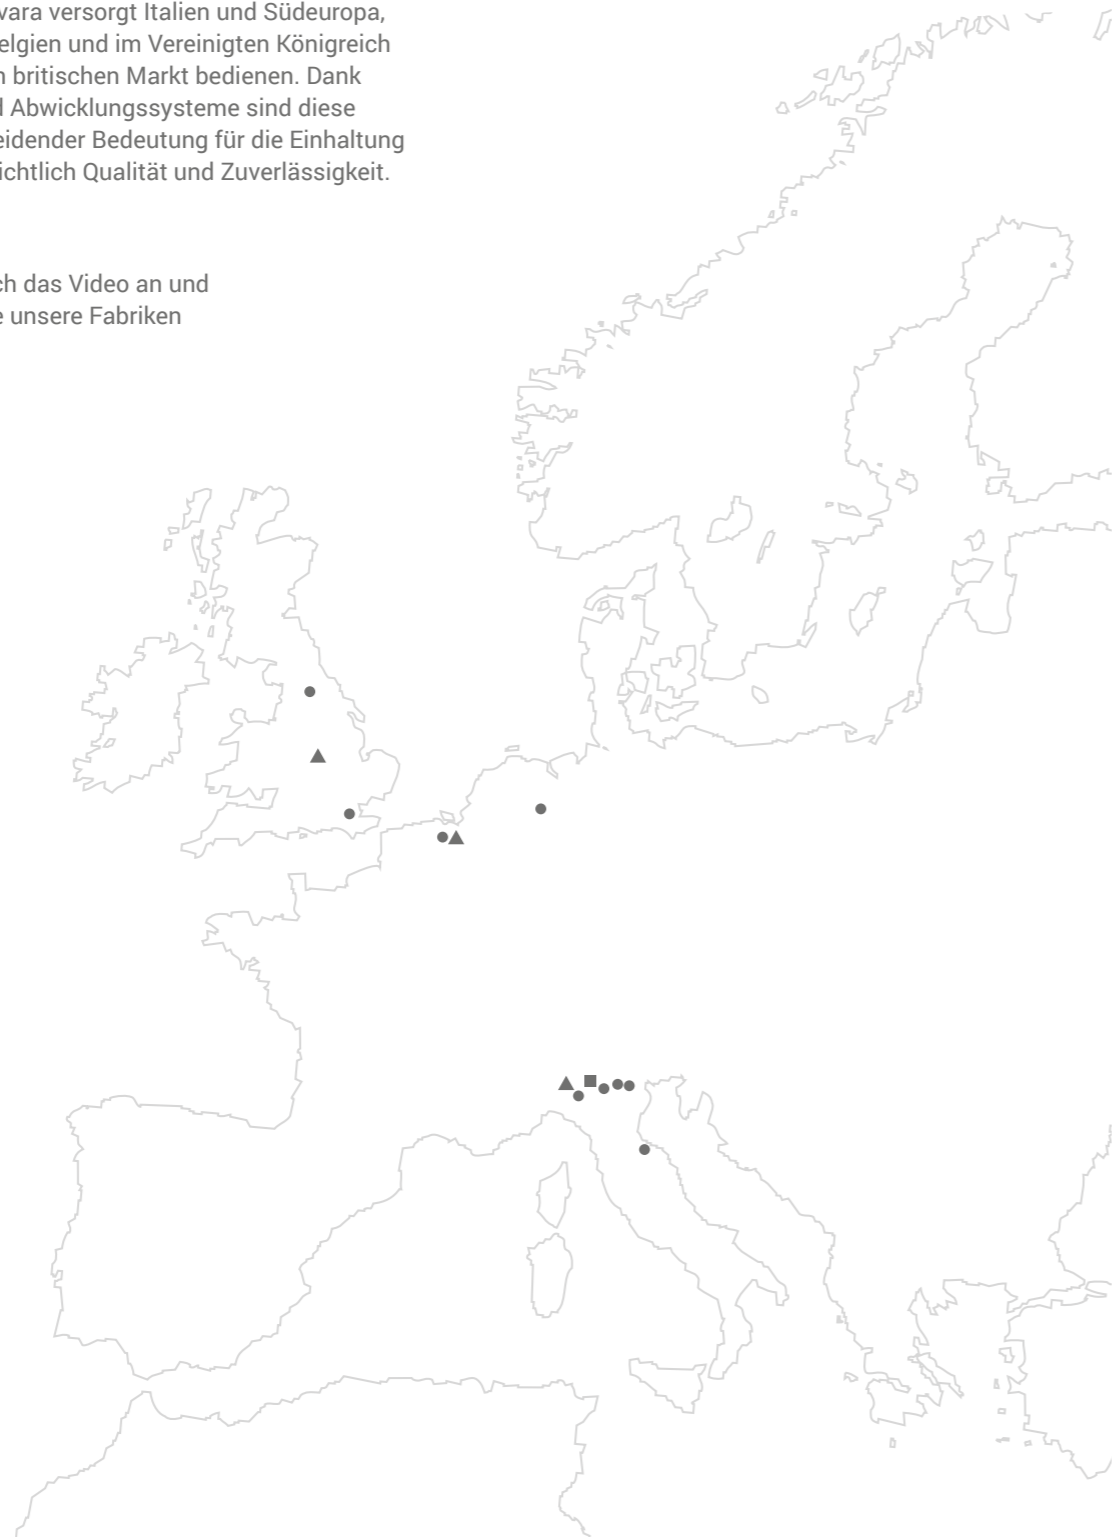 vara versorgt Italien und Südeuropa,
elgien und im Vereinigten Königreich
n britischen Markt bedienen. Dank
d Abwicklungssysteme sind diese
eidender Bedeutung für die Einhaltung
ichtlich Qualität und Zuverlässigkeit.
ch das Video an und
e unsere Fabriken